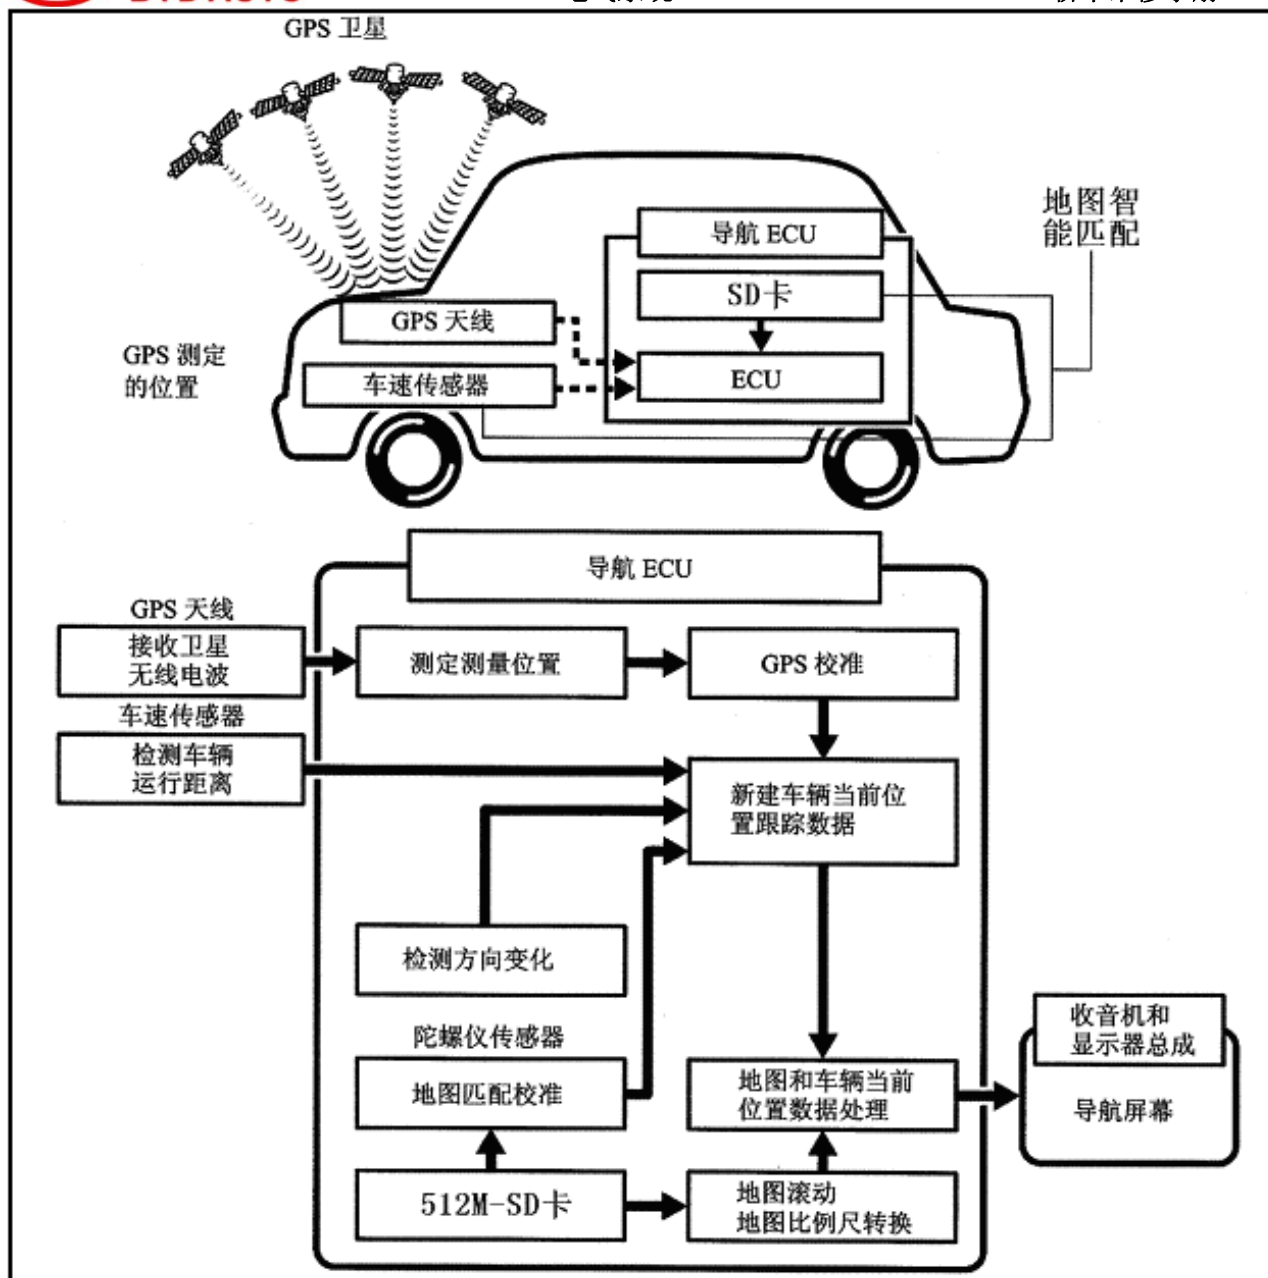 GPS 卫星
导航 ECU
SD卡
ECU
GPS 天线
车速传感器
GPS 测定
的位置
地图智
能匹配
导航 ECU
GPS 天线
接收卫星
无线电波
测定测量位置
GPS 校准
车速传感器
检测车辆
运行距离
新建车辆当前位
置跟踪数据
检测方向变化
陀螺仪传感器
地图匹配校准
地图和车辆当前
位置数据处理
收音机和
显示器总成
导航屏幕
512M-SD卡
地图滚动
地图比例尺转换